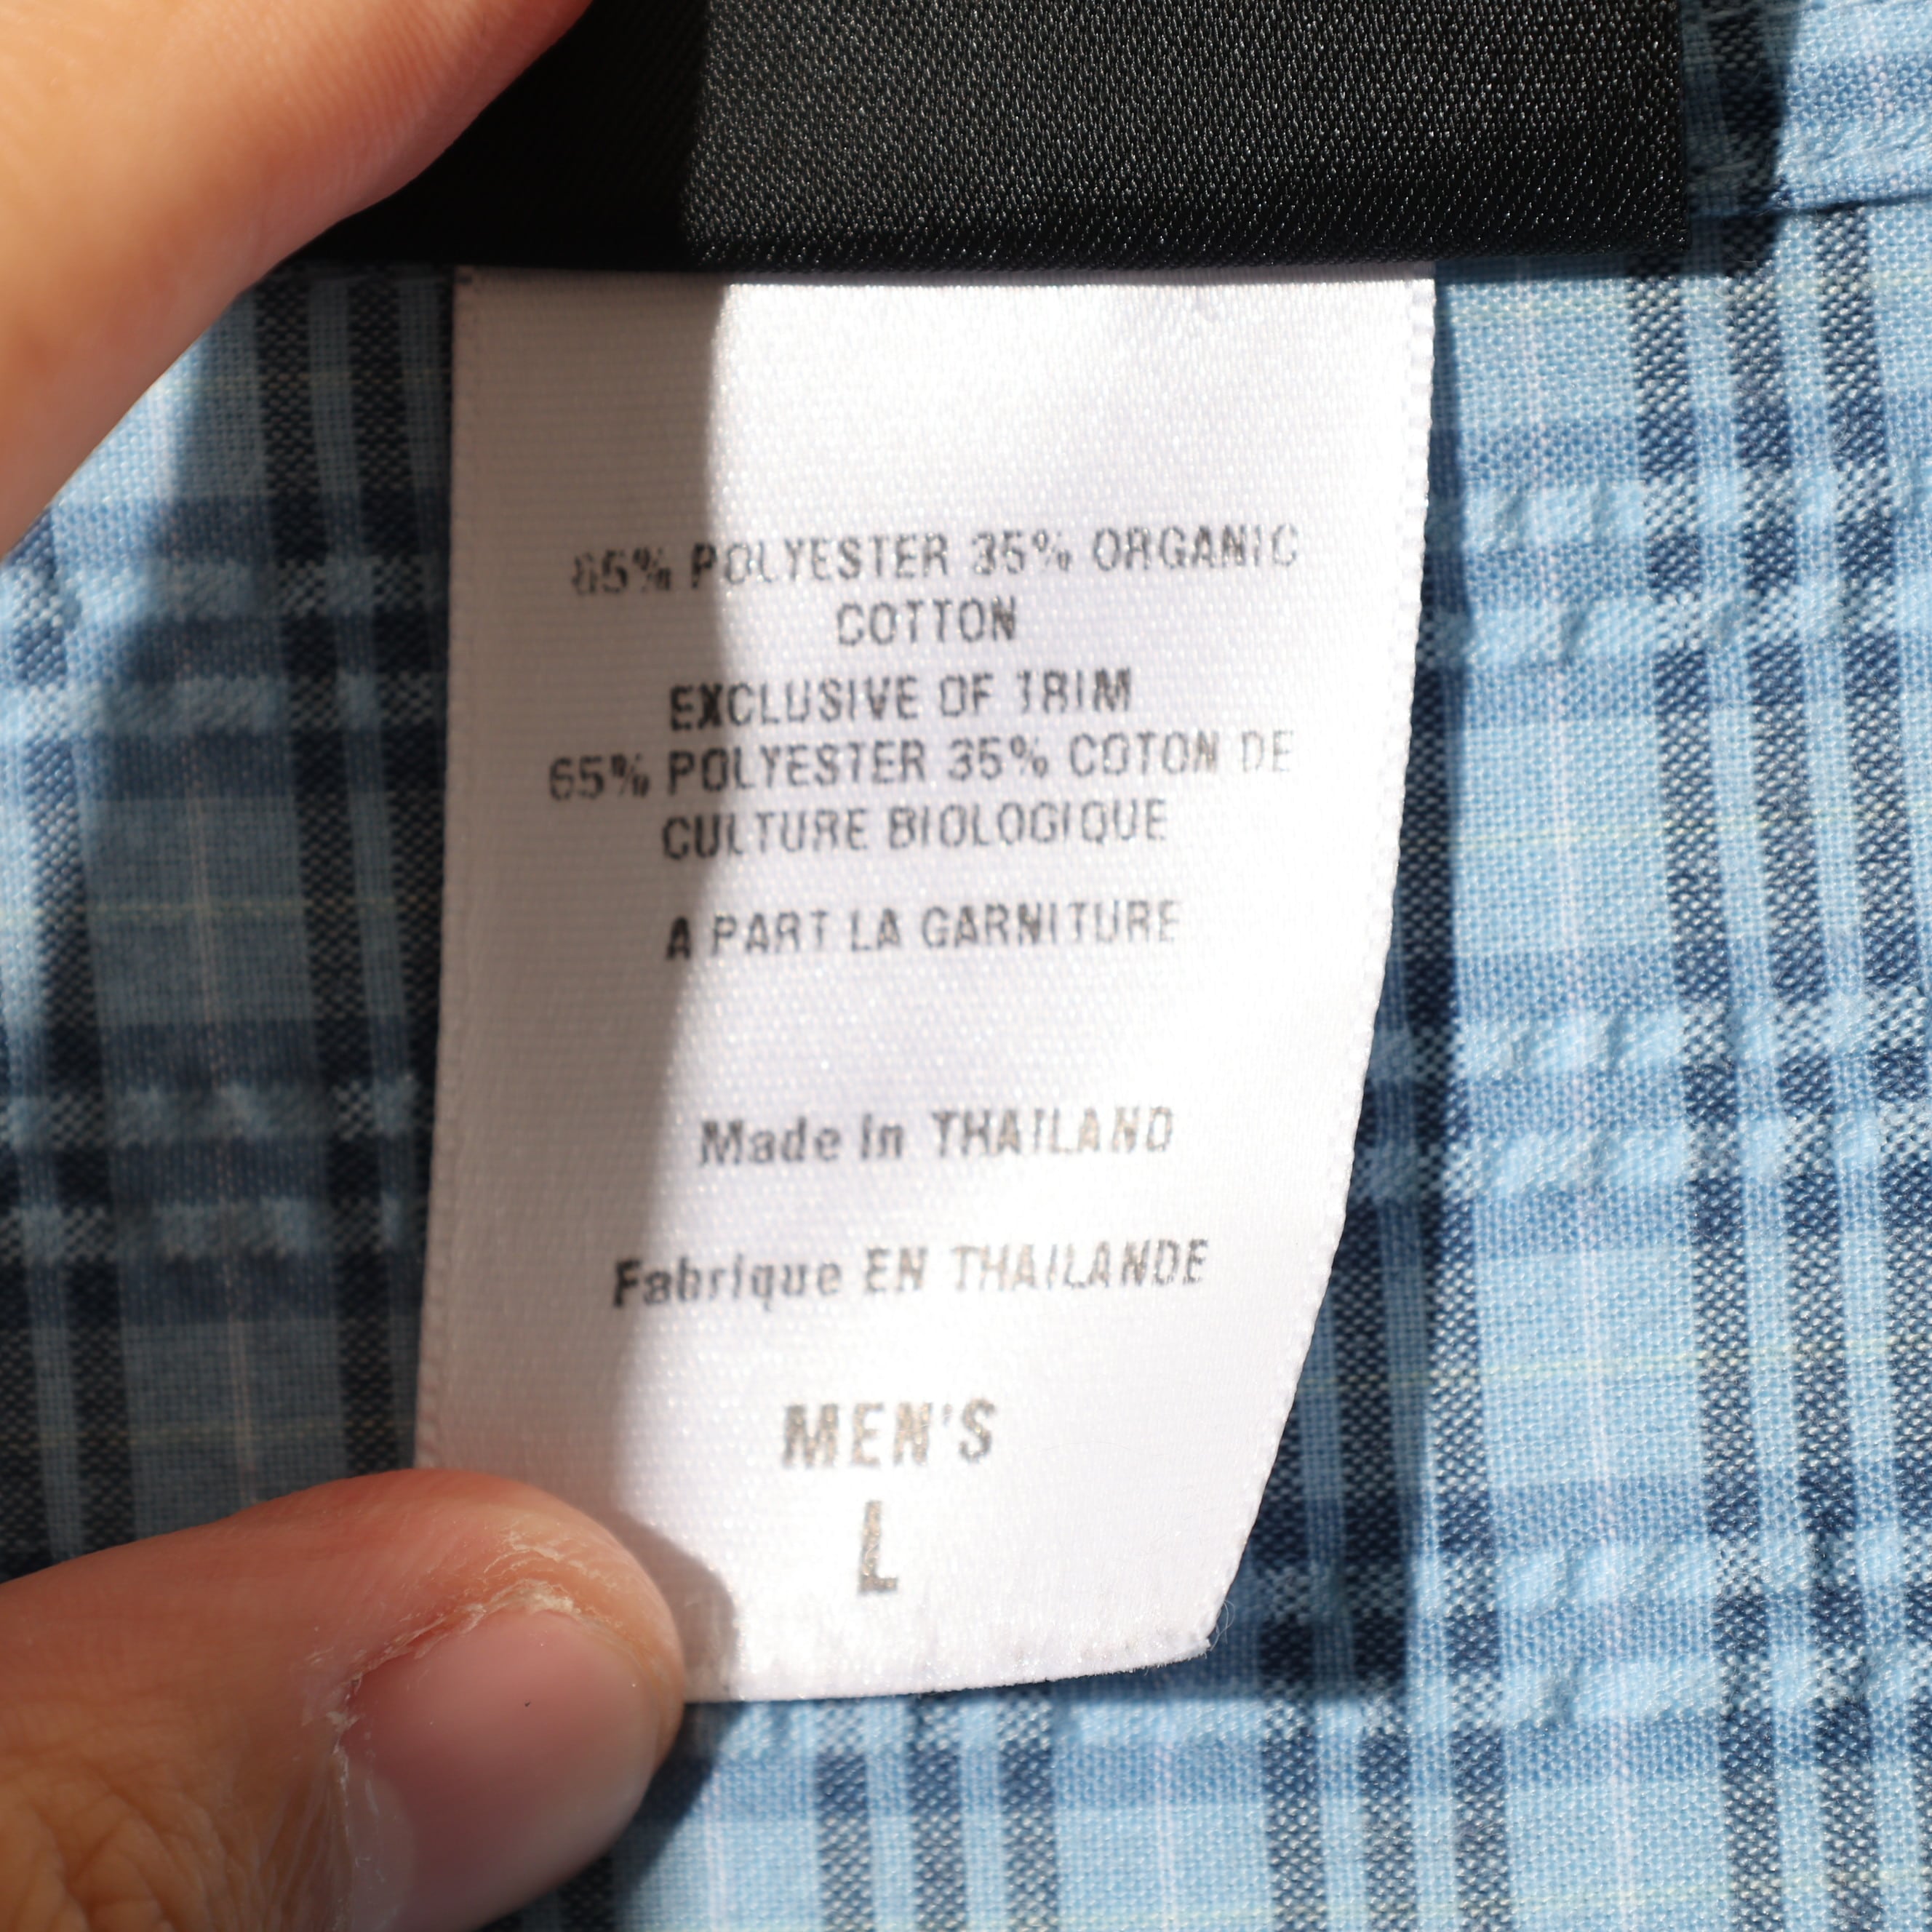 65% POLYESTER 35% ORGANIC
COTTON
EXCLUSIVE OF TRIM
65% POLYESTER 35% COTON DE
CULTURE BIOLOGIQUE
A PART LA GARNITURE
Made in THAILAND
Fabrique EN THAILANDE
MEN'S
L